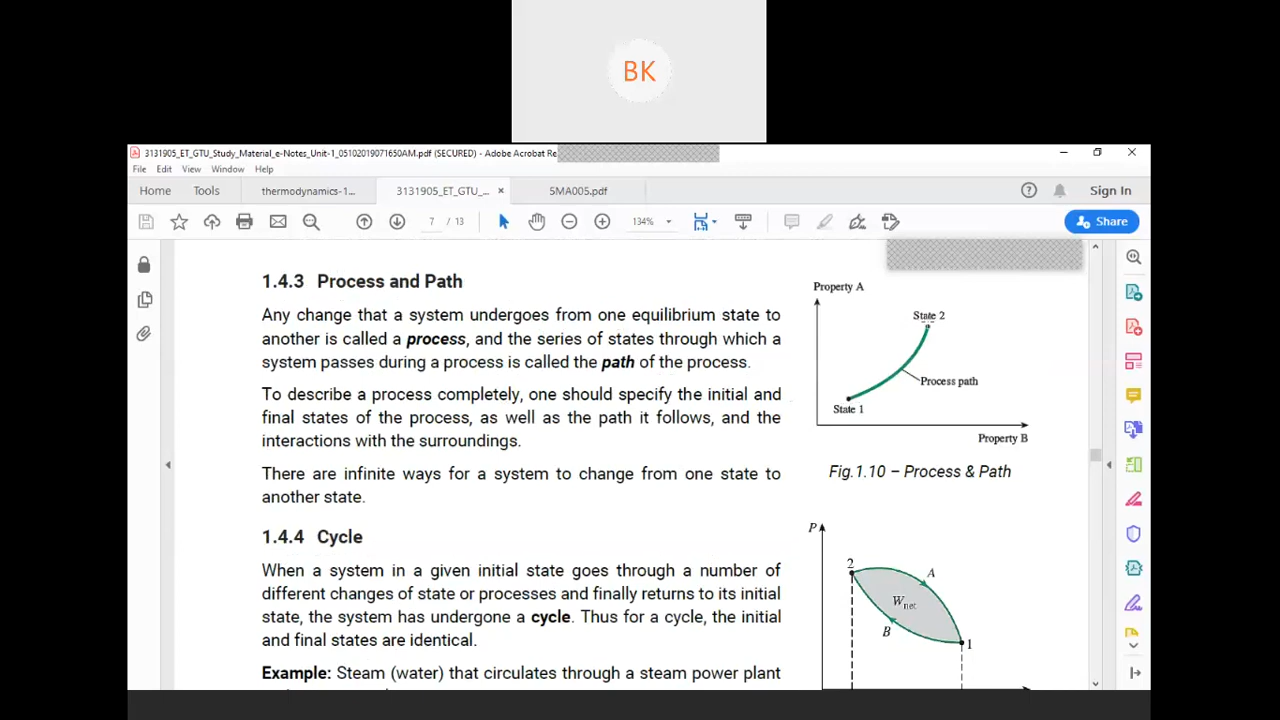 BK
3131905_ET_GTU_Study_Material_e-Notes_Unit-1_05102019071650AM.pdf (SECURED) - Adobe Acrobat Re
File Edit View Window Help
Home Tools thermodynamics-1... 3131905_ET_GTU_... × 5MA005.pdf Sign In
7 / 13 134% Share
1.4.3 Process and Path
Any change that a system undergoes from one equilibrium state to
another is called a process, and the series of states through which a
system passes during a process is called the path of the process.
To describe a process completely, one should specify the initial and
final states of the process, as well as the path it follows, and the
interactions with the surroundings.
There are infinite ways for a system to change from one state to
another state.
Property A
State 2
Process path
State 1
Property B
Fig.1.10 – Process & Path
1.4.4 Cycle
When a system in a given initial state goes through a number of
different changes of state or processes and finally returns to its initial
state, the system has undergone a cycle. Thus for a cycle, the initial
and final states are identical.
Example: Steam (water) that circulates through a steam power plant
P
2
A
Wnet
B
1